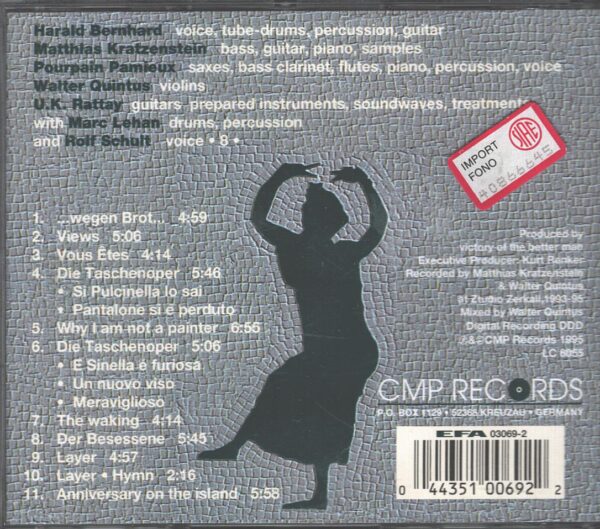 Harald Bernhard voice, tube-drums, percussion, guitar
Matthias Kratzenstein bass, guitar, piano, samples
Pourpain Pamioux saxes, bass clarinet, flutes, piano, percussion, voice
Walter Quintus violins
U.K. Rattay guitars prepared instruments, soundwaves, treatment
with Marc Lehan drums, percussion
and Rolf Schult voice • 8 •
IMPORT
FONO
40866645
1. ...wegen Brot... 4:59
2. Views 5:06
3. Vous Êtes 4:14
4. Die Taschenoper 5:46
• Si Pulcinella lo sai
• Pantalone si è perduto
5. Why I am not a painter 6:55
6. Die Taschenoper 5:06
• E Sinella è furiosa
• Un nuovo viso
• Meraviglioso
7. The waking 4:14
8. Der Besessene 5:45
9. Layer 4:57
10. Layer • Hymn 2:16
11. Anniversary on the island 5:58
Produced by
victory of the better man
Executive Producer: Kurt Renker
Recorded by Matthias Kratzenstein
& Walter Quintus
at Ztudio Zerkall, 1993-95
Mixed by Walter Quintus
Digital Recording DDD
℗&© CMP Records 1995
LC 6055
CMP RECORDS
P.O. BOX 1129 • 52368 KREUZAU • GERMANY
EFA 03069-2
0 44351 00692 2